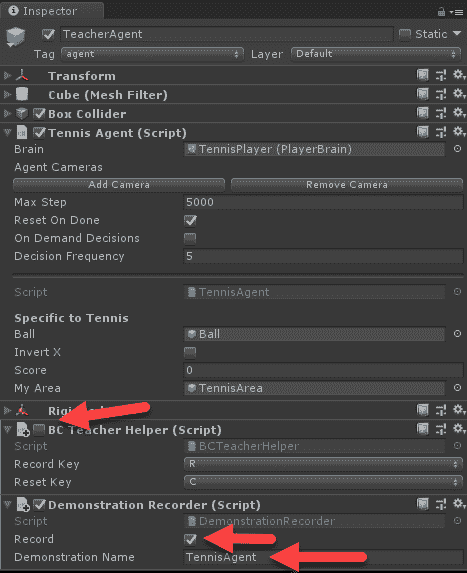 Inspector
TeacherAgent Static
Tag agent Layer Default
Transform
Cube (Mesh Filter)
Box Collider
Tennis Agent (Script)
Brain TennisPlayer (PlayerBrain)
Agent Cameras
Add Camera Remove Camera
Max Step 5000
Reset On Done
On Demand Decisions
Decision Frequency 5
Script TennisAgent
Specific to Tennis
Ball Ball
Invert X
Score 0
My Area TennisArea
BC Teacher Helper (Script)
Script BCTeacherHelper
Record Key R
Reset Key C
Demonstration Recorder (Script)
Script DemonstrationRecorder
Record
Demonstration Name TennisAgent